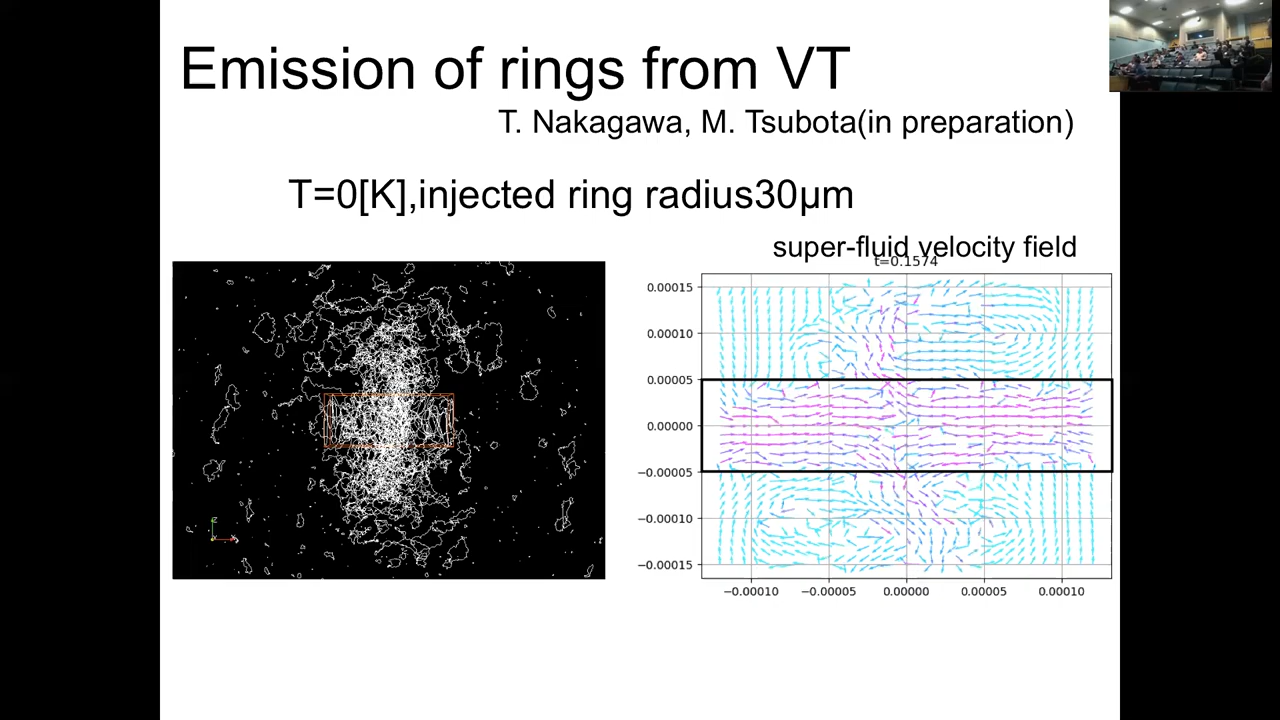 Emission of rings from VT
T. Nakagawa, M. Tsubota(in preparation)
T=0[K],injected ring radius30μm
super-fluid velocity field
t=0.1574
0.00015
0.00010
0.00005
0.00000
−0.00005
−0.00010
−0.00015
−0.00010 −0.00005 0.00000 0.00005 0.00010